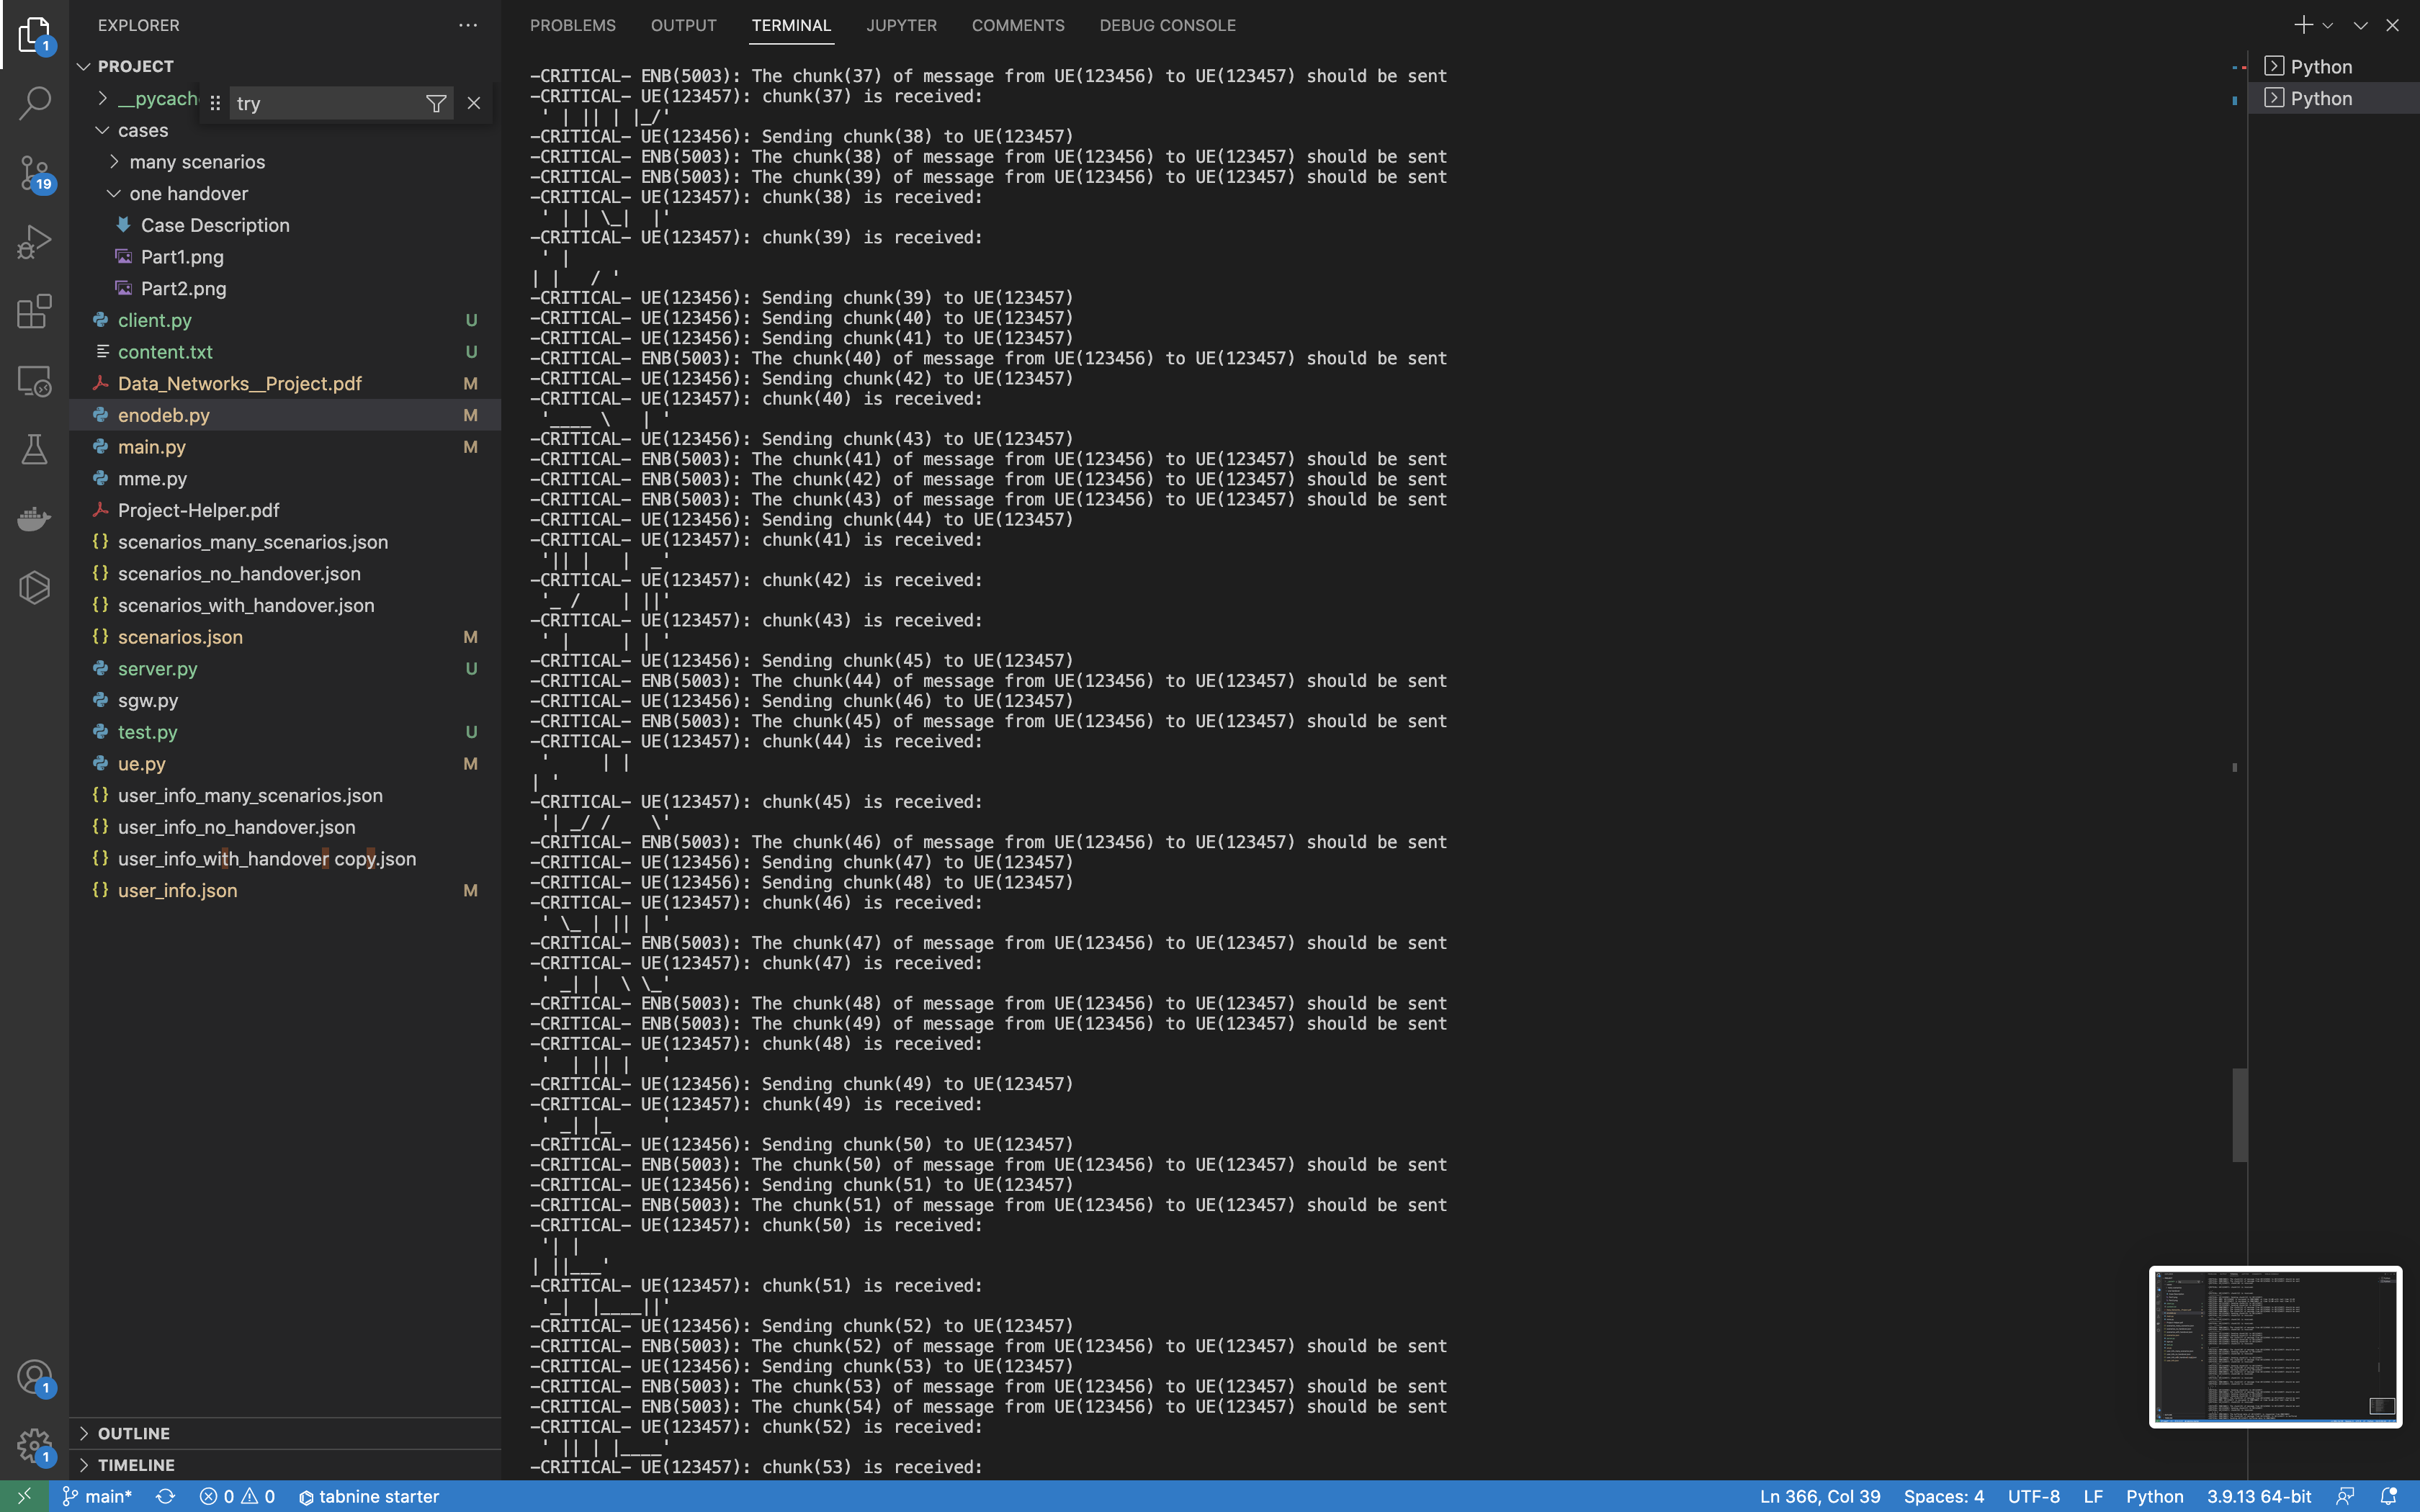 EXPLORER
PROJECT
__pycach
try
cases
many scenarios
one handover
Case Description
Part1.png
Part2.png
client.py U
content.txt U
Data_Networks__Project.pdf M
enodeb.py M
main.py M
mme.py
Project-Helper.pdf
scenarios_many_scenarios.json
scenarios_no_handover.json
scenarios_with_handover.json
scenarios.json M
server.py U
sgw.py
test.py U
ue.py M
user_info_many_scenarios.json
user_info_no_handover.json
user_info_with_handover copy.json
user_info.json M
OUTLINE
TIMELINE
1
19
1
1
PROBLEMS OUTPUT TERMINAL JUPYTER COMMENTS DEBUG CONSOLE
-CRITICAL- ENB(5003): The chunk(37) of message from UE(123456) to UE(123457) should be sent
-CRITICAL- UE(123457): chunk(37) is received:
 ' | || | |_/'
-CRITICAL- UE(123456): Sending chunk(38) to UE(123457)
-CRITICAL- ENB(5003): The chunk(38) of message from UE(123456) to UE(123457) should be sent
-CRITICAL- ENB(5003): The chunk(39) of message from UE(123456) to UE(123457) should be sent
-CRITICAL- UE(123457): chunk(38) is received:
 ' | | \_|  |'
-CRITICAL- UE(123457): chunk(39) is received:
 ' |
| |   / '
-CRITICAL- UE(123456): Sending chunk(39) to UE(123457)
-CRITICAL- UE(123456): Sending chunk(40) to UE(123457)
-CRITICAL- UE(123456): Sending chunk(41) to UE(123457)
-CRITICAL- ENB(5003): The chunk(40) of message from UE(123456) to UE(123457) should be sent
-CRITICAL- UE(123456): Sending chunk(42) to UE(123457)
-CRITICAL- UE(123457): chunk(40) is received:
 '____ \   | '
-CRITICAL- UE(123456): Sending chunk(43) to UE(123457)
-CRITICAL- ENB(5003): The chunk(41) of message from UE(123456) to UE(123457) should be sent
-CRITICAL- ENB(5003): The chunk(42) of message from UE(123456) to UE(123457) should be sent
-CRITICAL- ENB(5003): The chunk(43) of message from UE(123456) to UE(123457) should be sent
-CRITICAL- UE(123456): Sending chunk(44) to UE(123457)
-CRITICAL- UE(123457): chunk(41) is received:
 '|| |   |  _'
-CRITICAL- UE(123457): chunk(42) is received:
 '_ /    | ||'
-CRITICAL- UE(123457): chunk(43) is received:
 ' |     | | '
-CRITICAL- UE(123456): Sending chunk(45) to UE(123457)
-CRITICAL- ENB(5003): The chunk(44) of message from UE(123456) to UE(123457) should be sent
-CRITICAL- UE(123456): Sending chunk(46) to UE(123457)
-CRITICAL- ENB(5003): The chunk(45) of message from UE(123456) to UE(123457) should be sent
-CRITICAL- UE(123457): chunk(44) is received:
 '     | |
| '
-CRITICAL- UE(123457): chunk(45) is received:
 '| _/ /    \'
-CRITICAL- ENB(5003): The chunk(46) of message from UE(123456) to UE(123457) should be sent
-CRITICAL- UE(123456): Sending chunk(47) to UE(123457)
-CRITICAL- UE(123456): Sending chunk(48) to UE(123457)
-CRITICAL- UE(123457): chunk(46) is received:
 ' \_ | || | '
-CRITICAL- ENB(5003): The chunk(47) of message from UE(123456) to UE(123457) should be sent
-CRITICAL- UE(123457): chunk(47) is received:
 ' _| |  \ \_'
-CRITICAL- ENB(5003): The chunk(48) of message from UE(123456) to UE(123457) should be sent
-CRITICAL- ENB(5003): The chunk(49) of message from UE(123456) to UE(123457) should be sent
-CRITICAL- UE(123457): chunk(48) is received:
 '  | || |   '
-CRITICAL- UE(123456): Sending chunk(49) to UE(123457)
-CRITICAL- UE(123457): chunk(49) is received:
 ' _| |_     '
-CRITICAL- UE(123456): Sending chunk(50) to UE(123457)
-CRITICAL- ENB(5003): The chunk(50) of message from UE(123456) to UE(123457) should be sent
-CRITICAL- UE(123456): Sending chunk(51) to UE(123457)
-CRITICAL- ENB(5003): The chunk(51) of message from UE(123456) to UE(123457) should be sent
-CRITICAL- UE(123457): chunk(50) is received:
 '| |
| ||___'
-CRITICAL- UE(123457): chunk(51) is received:
 '_|  |____||'
-CRITICAL- UE(123456): Sending chunk(52) to UE(123457)
-CRITICAL- ENB(5003): The chunk(52) of message from UE(123456) to UE(123457) should be sent
-CRITICAL- UE(123456): Sending chunk(53) to UE(123457)
-CRITICAL- ENB(5003): The chunk(53) of message from UE(123456) to UE(123457) should be sent
-CRITICAL- ENB(5003): The chunk(54) of message from UE(123456) to UE(123457) should be sent
-CRITICAL- UE(123457): chunk(52) is received:
 ' || | |____'
-CRITICAL- UE(123457): chunk(53) is received:
Python
Python
main* 0 0 tabnine starter
Ln 366, Col 39 Spaces: 4 UTF-8 LF Python 3.9.13 64-bit